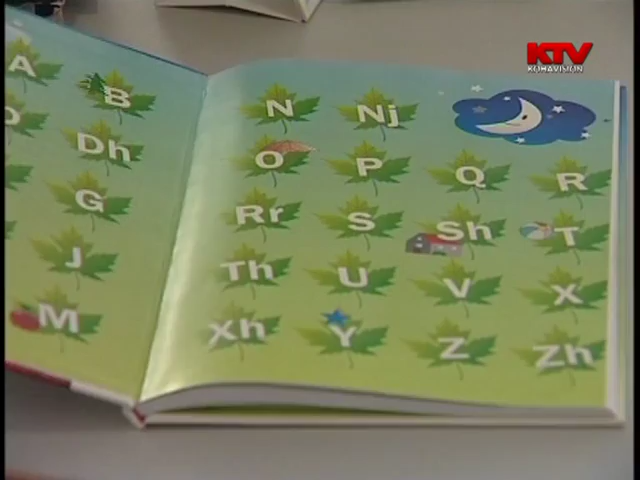 KTV
KOHAVISION
A B
D Dh
G
J
M
N Nj
O P Q R
Rr S Sh T
Th U V X
Xh Y Z Zh